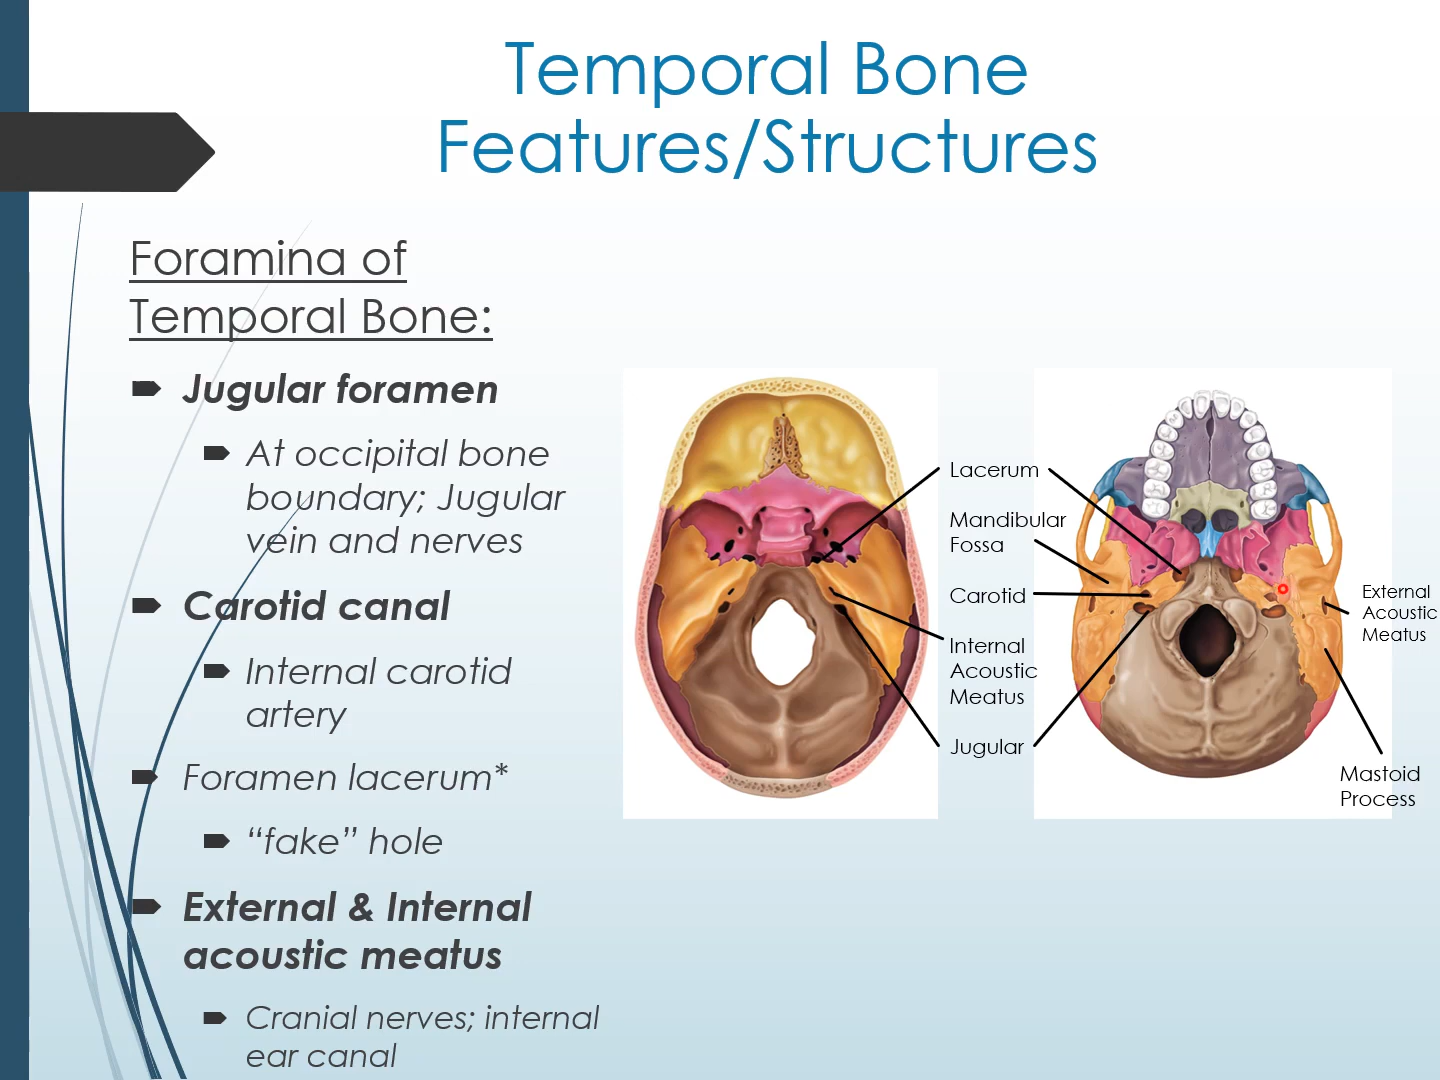 Temporal Bone
Features/Structures
Foramina of
Temporal Bone:
Jugular foramen
At occipital bone
boundary; Jugular
vein and nerves
Carotid canal
Internal carotid
artery
Foramen lacerum*
“fake” hole
External & Internal
acoustic meatus
Cranial nerves; internal
ear canal
Lacerum
Mandibular
Fossa
Carotid
Internal
Acoustic
Meatus
Jugular
External
Acoustic
Meatus
Mastoid
Process